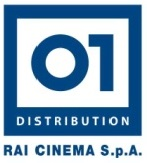 01
DISTRIBUTION
RAI CINEMA S.p.A.